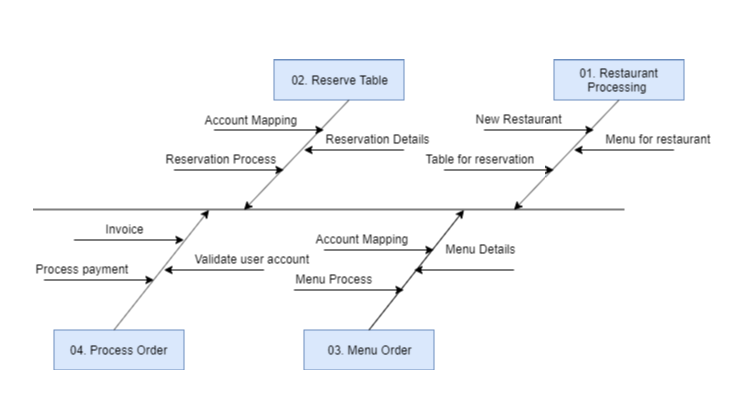 02. Reserve Table
01. Restaurant
Processing
Account Mapping
Reservation Details
Reservation Process
New Restaurant
Menu for restaurant
Table for reservation
Invoice
Validate user account
Process payment
Account Mapping
Menu Details
Menu Process
04. Process Order
03. Menu Order